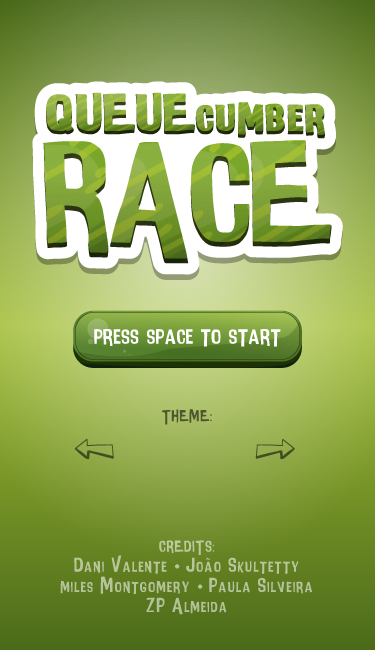 QUEUECUMBER
RACE
PRESS SPACE TO START
THEME:
CREDITS:
DANI VALENTE • JOÃO SKULTETTY
MILES MONTGOMERY • PAULA SILVEIRA
ZP ALMEIDA